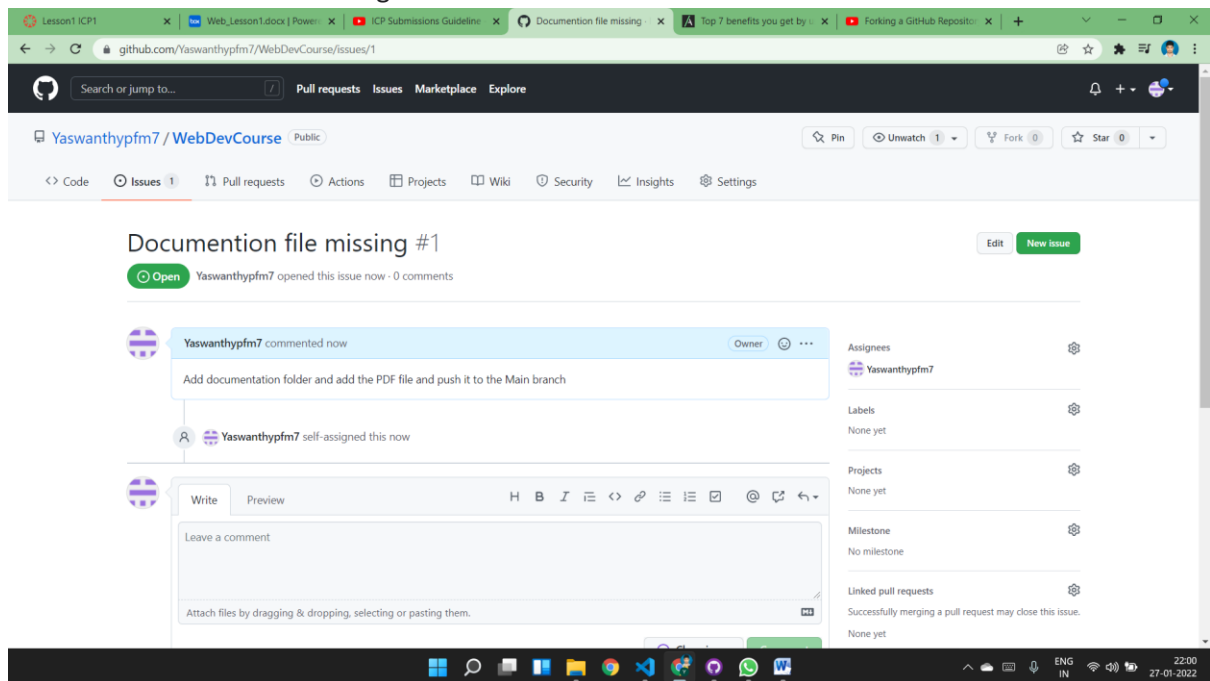 Lesson1 ICP1
Web_Lesson1.docx | Power
ICP Submissions Guideline
Documention file missing ·
Top 7 benefits you get by u
Forking a GitHub Repositor
github.com/Yaswanthypfm7/WebDevCourse/issues/1
Search or jump to... /
Pull requests Issues Marketplace Explore
Yaswanthypfm7 / WebDevCourse Public
Pin Unwatch 1 Fork 0 Star 0
Code Issues 1 Pull requests Actions Projects Wiki Security Insights Settings
Documention file missing #1
Edit New issue
Open Yaswanthypfm7 opened this issue now · 0 comments
Yaswanthypfm7 commented now Owner
Add documentation folder and add the PDF file and push it to the Main branch
Yaswanthypfm7 self-assigned this now
Write Preview
Leave a comment
Attach files by dragging & dropping, selecting or pasting them.
Assignees
Yaswanthypfm7
Labels
None yet
Projects
None yet
Milestone
No milestone
Linked pull requests
Successfully merging a pull request may close this issue.
None yet
ENG
IN
22:00
27-01-2022